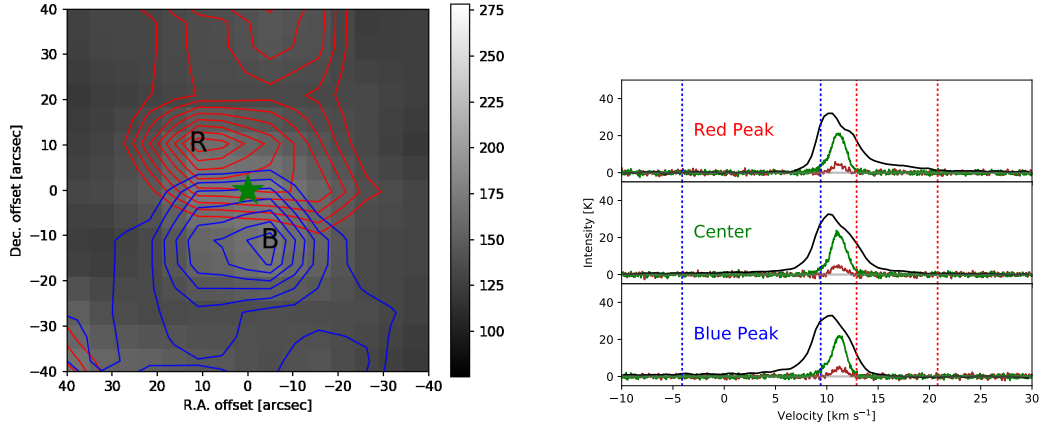 40
30
20
10
0
−10
−20
−30
−40
Dec. offset [arcsec]
R
B
40 30 20 10 0 −10 −20 −30 −40
R.A. offset [arcsec]
275
250
225
200
175
150
125
100
40
20
0
Red Peak
40
20
0
Center
40
20
0
Blue Peak
Intensity [K]
−10 −5 0 5 10 15 20 25 30
Velocity [km s⁻¹]